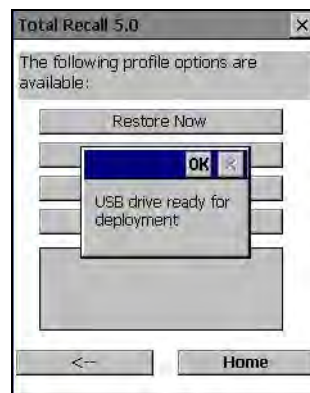 Total Recall 5.0
The following profile options are
available:
Restore Now
OK
USB drive ready for
deployment
<--
Home